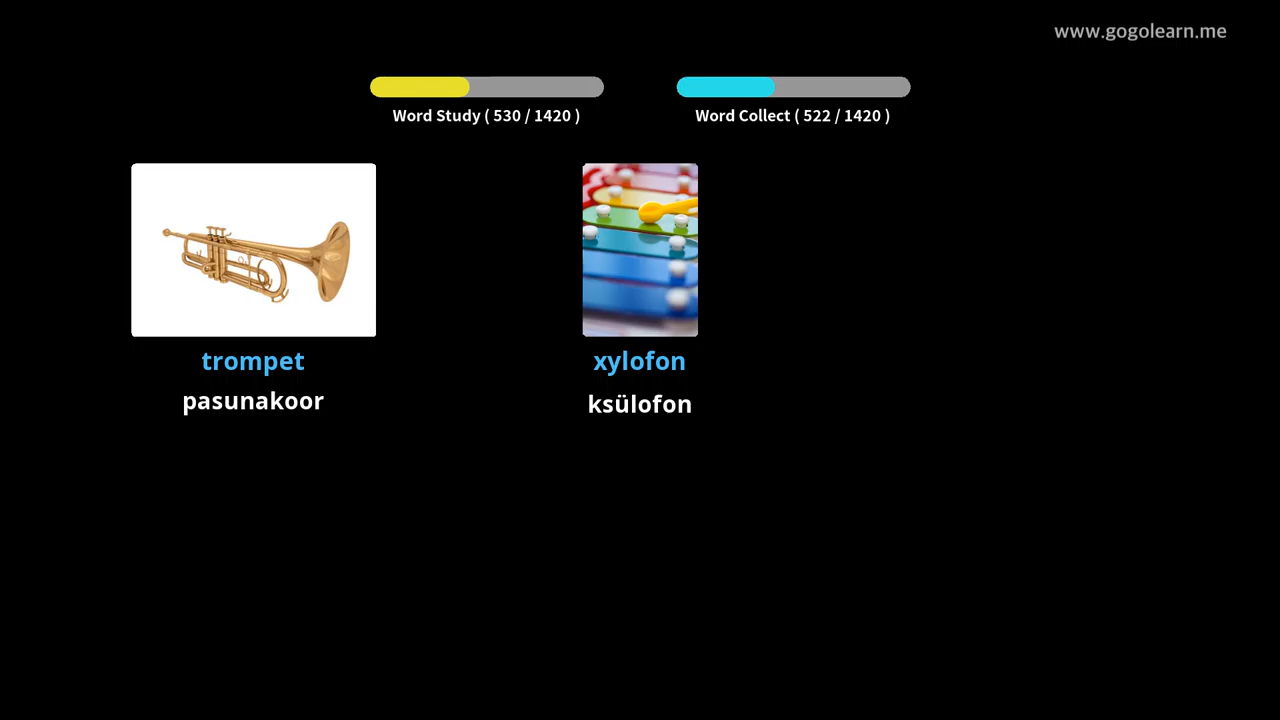 www.gogolearn.me
Word Study ( 530 / 1420 )
Word Collect ( 522 / 1420 )
trompet
pasunakoor
xylofon
ksülofon